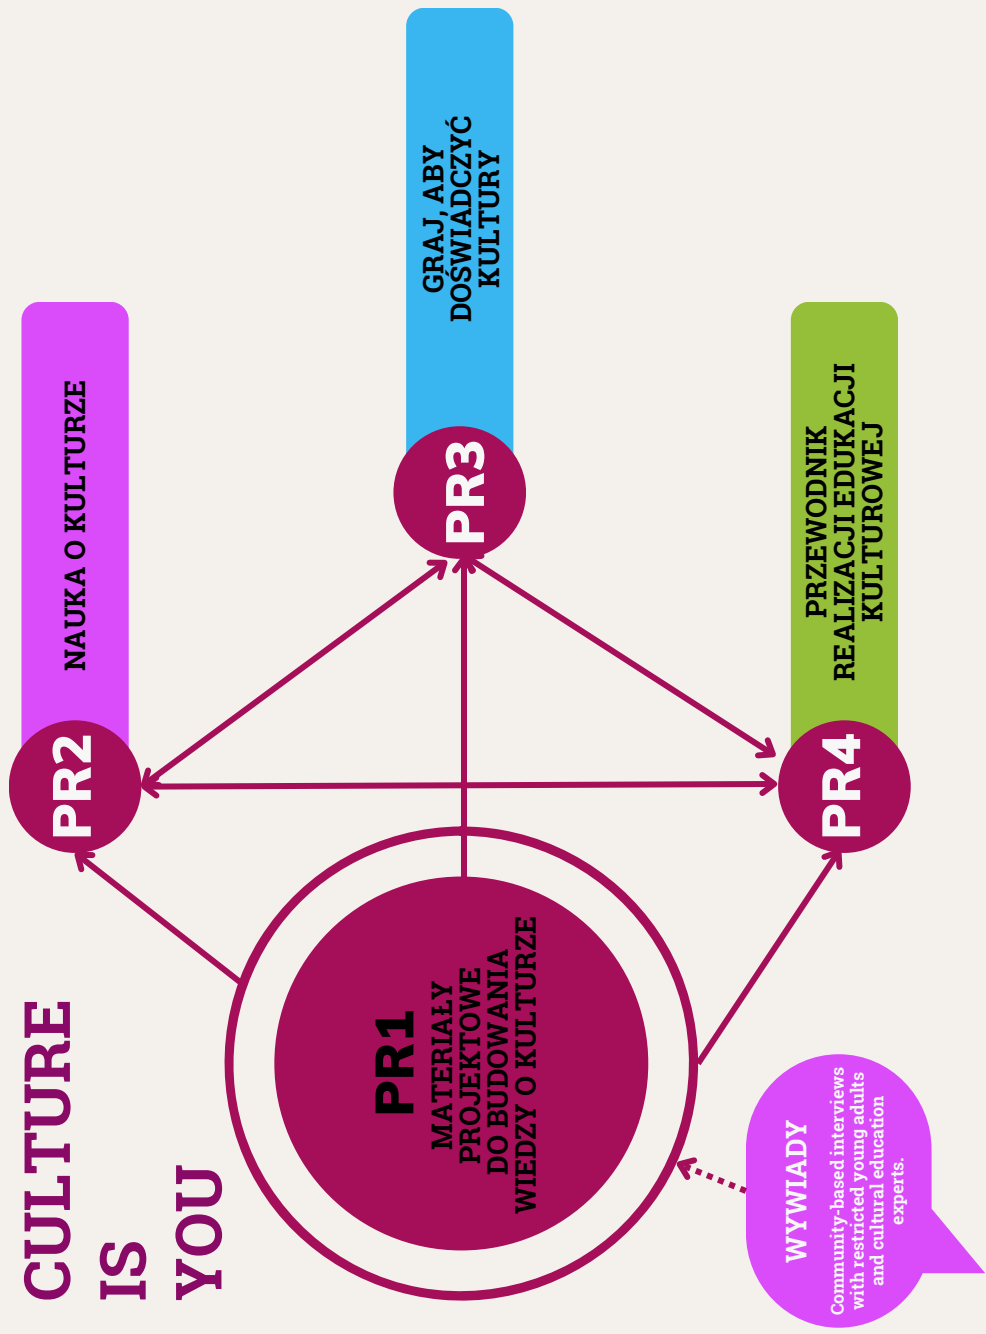 CULTURE
IS
YOU
PR1
MATERIAŁY
PROJEKTOWE
DO BUDOWANIA
WIEDZY O KULTURZE
PR2
NAUKA O KULTURZE
PR3
GRAJ, ABY
DOŚWIADCZYĆ
KULTURY
PR4
PRZEWODNIK
REALIZACJI EDUKACJI
KULTUROWEJ
WYWIADY
Community-based interviews
with restricted young adults
and cultural education
experts.